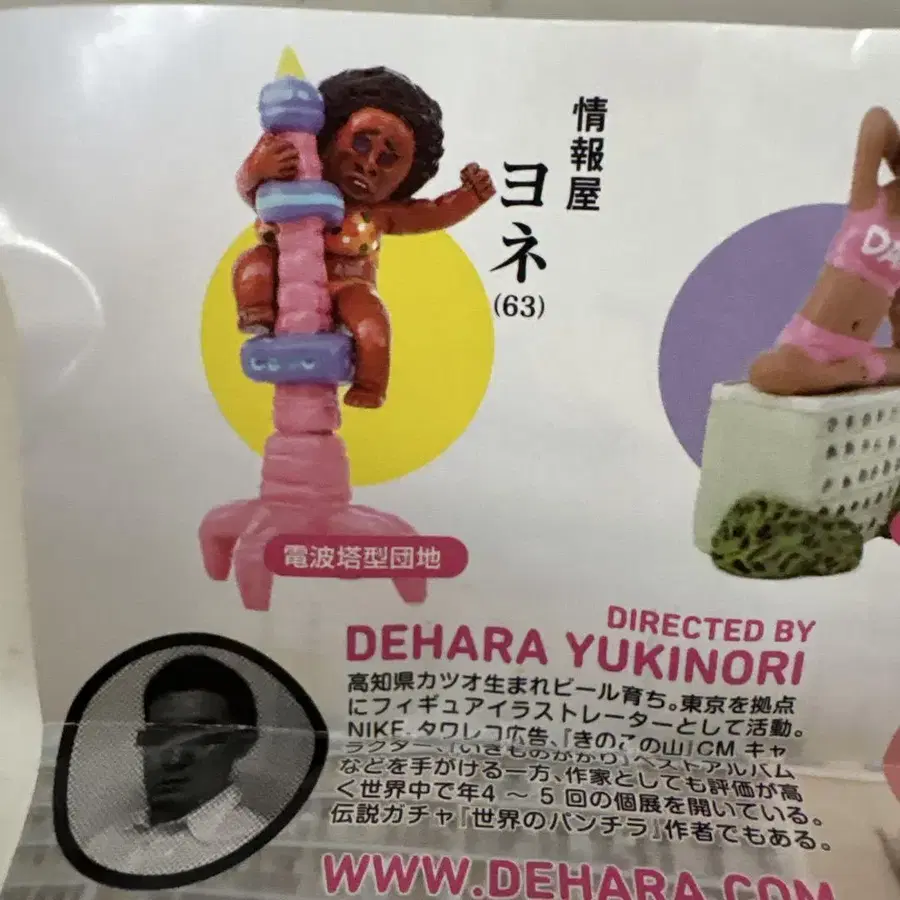 情報屋
ヨネ
(63)
DA
電波塔型団地
DIRECTED BY
DEHARA YUKINORI
高知県カツオ生まれビール育ち。東京を拠点
にフィギュアイラストレーターとして活動。
NIKE、タワレコ広告、『きのこの山』CM キャ
ラクター、『いきものがかり』ベストアルバム
などを手がける一方、作家としても評価が高
く世界中で年4 ～ 5 回の個展を開いている。
伝説ガチャ『世界のパンチラ』作者でもある。
WWW.DEHARA.COM